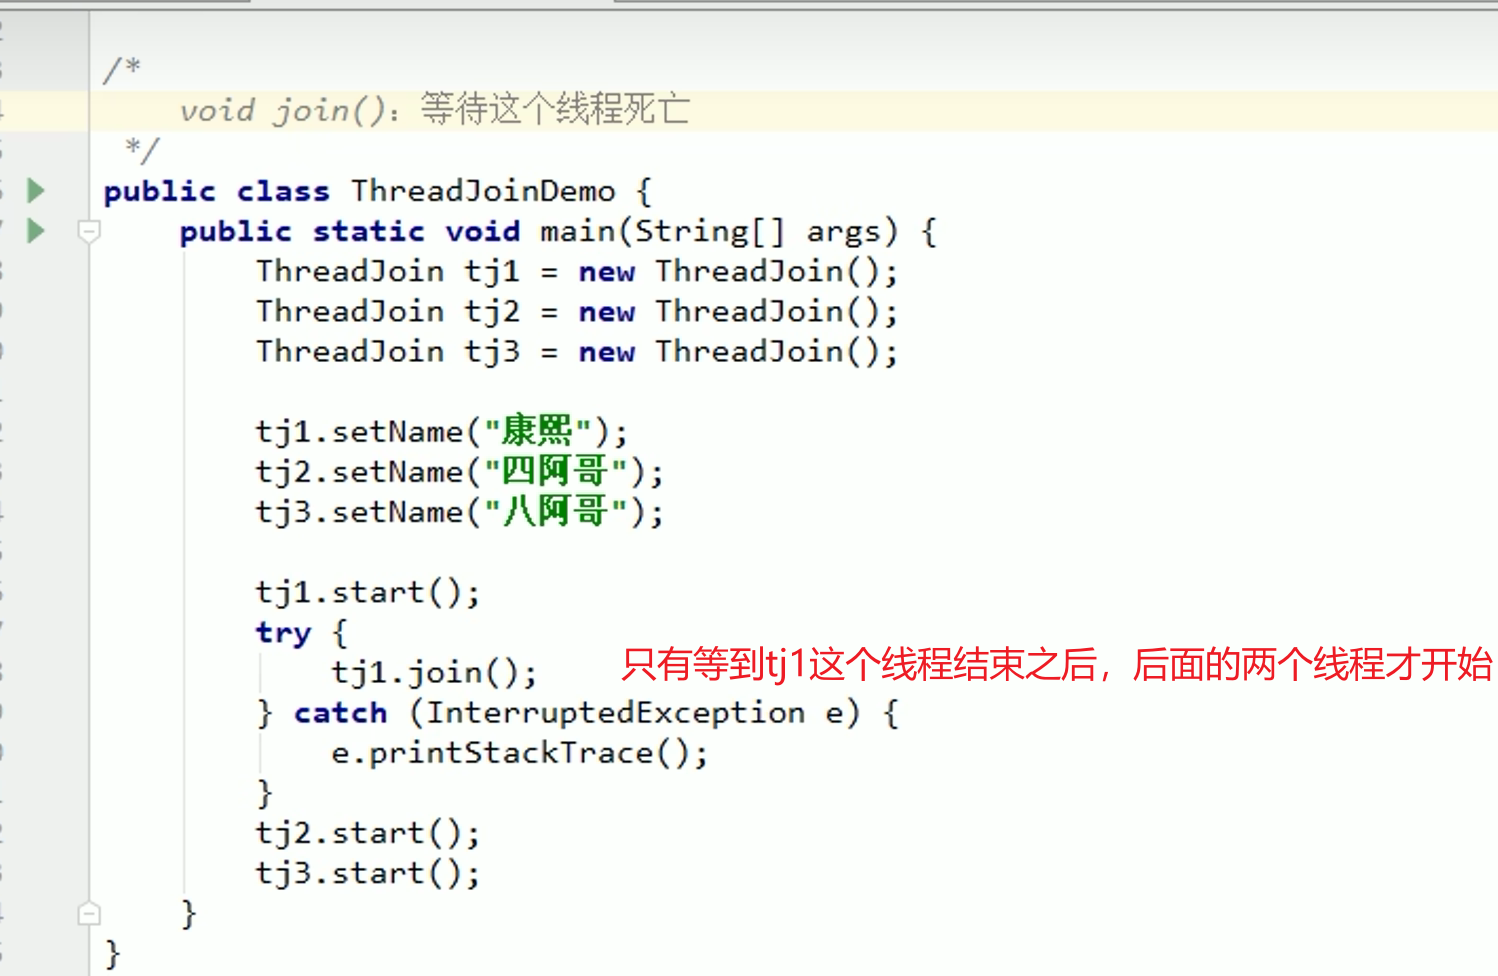 /*
void join()：等待这个线程死亡
*/
public class ThreadJoinDemo {
public static void main(String[] args) {
ThreadJoin tj1 = new ThreadJoin();
ThreadJoin tj2 = new ThreadJoin();
ThreadJoin tj3 = new ThreadJoin();
tj1.setName("康熙");
tj2.setName("四阿哥");
tj3.setName("八阿哥");
tj1.start();
try {
tj1.join(); 只有等到tj1这个线程结束之后，后面的两个线程才开始
} catch (InterruptedException e) {
e.printStackTrace();
}
tj2.start();
tj3.start();
}
}